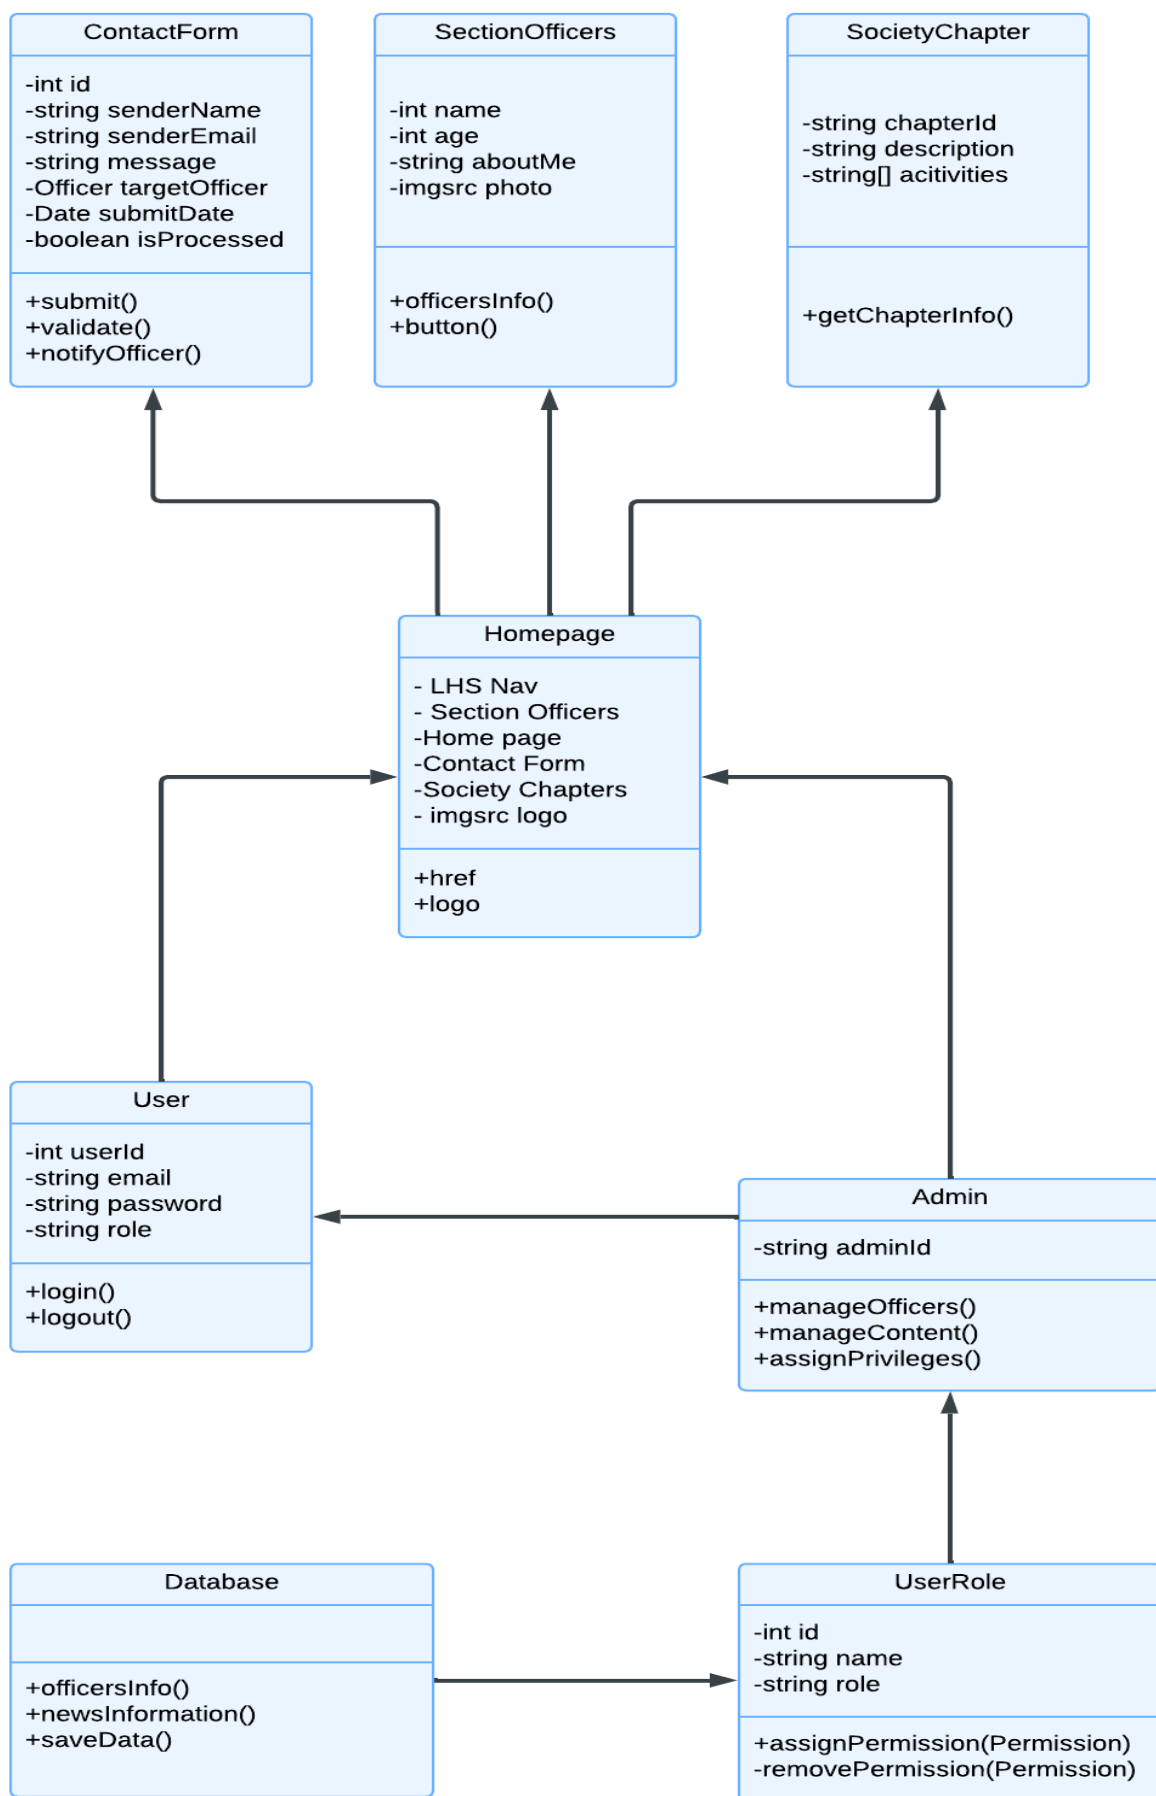 ContactForm
-int id
-string senderName
-string senderEmail
-string message
-Officer targetOfficer
-Date submitDate
-boolean isProcessed
+submit()
+validate()
+notifyOfficer()
SectionOfficers
-int name
-int age
-string aboutMe
-imgsrc photo
+officersInfo()
+button()
SocietyChapter
-string chapterId
-string description
-string[] acitivities
+getChapterInfo()
Homepage
- LHS Nav
- Section Officers
-Home page
-Contact Form
-Society Chapters
- imgsrc logo
+href
+logo
User
-int userId
-string email
-string password
-string role
+login()
+logout()
Admin
-string adminId
+manageOfficers()
+manageContent()
+assignPrivileges()
Database
+officersInfo()
+newsInformation()
+saveData()
UserRole
-int id
-string name
-string role
+assignPermission(Permission)
-removePermission(Permission)